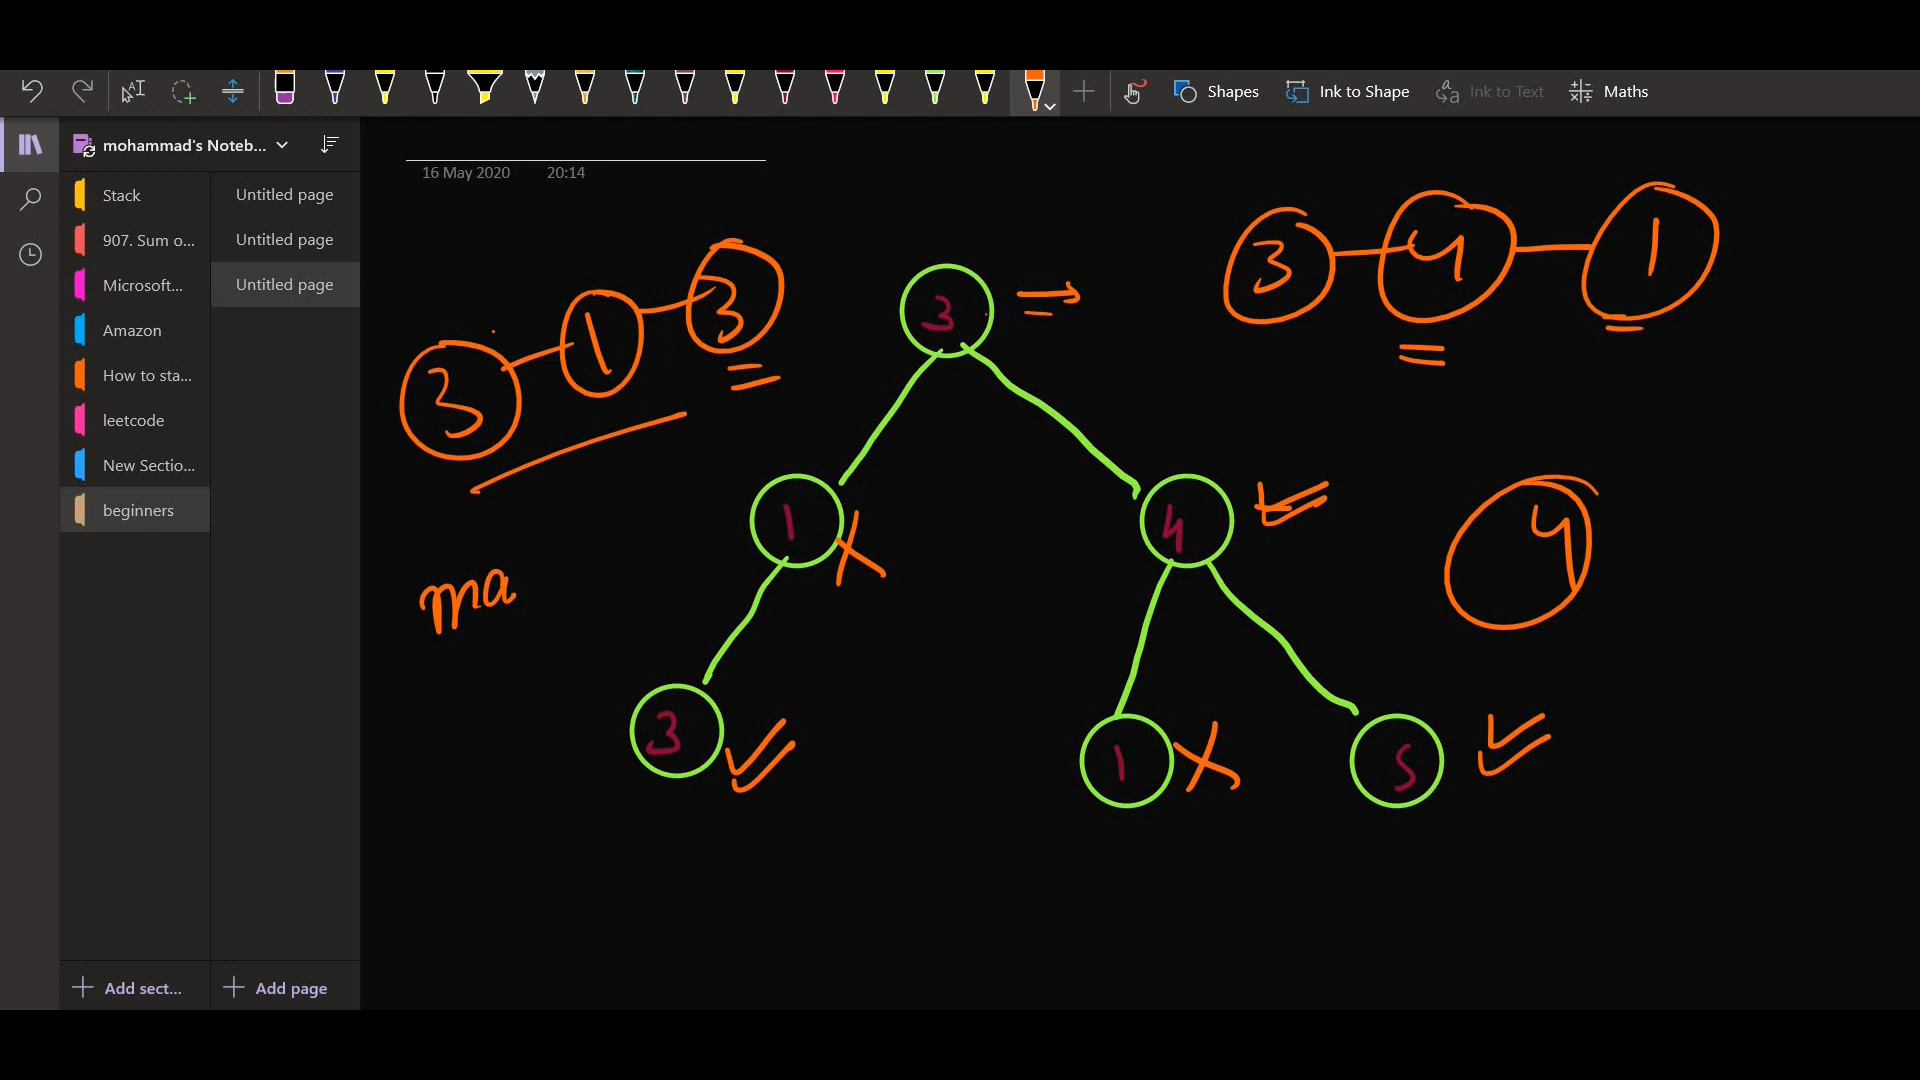 Shapes
Ink to Shape
Ink to Text
Maths
mohammad's Noteb...
Stack
907. Sum o...
Microsoft...
Amazon
How to sta...
leetcode
New Sectio...
beginners
Add sect...
Untitled page
Untitled page
Untitled page
Add page
16 May 2020 20:14
3 1 3
3 4 1
3
1
4
4
ma
3
1
5